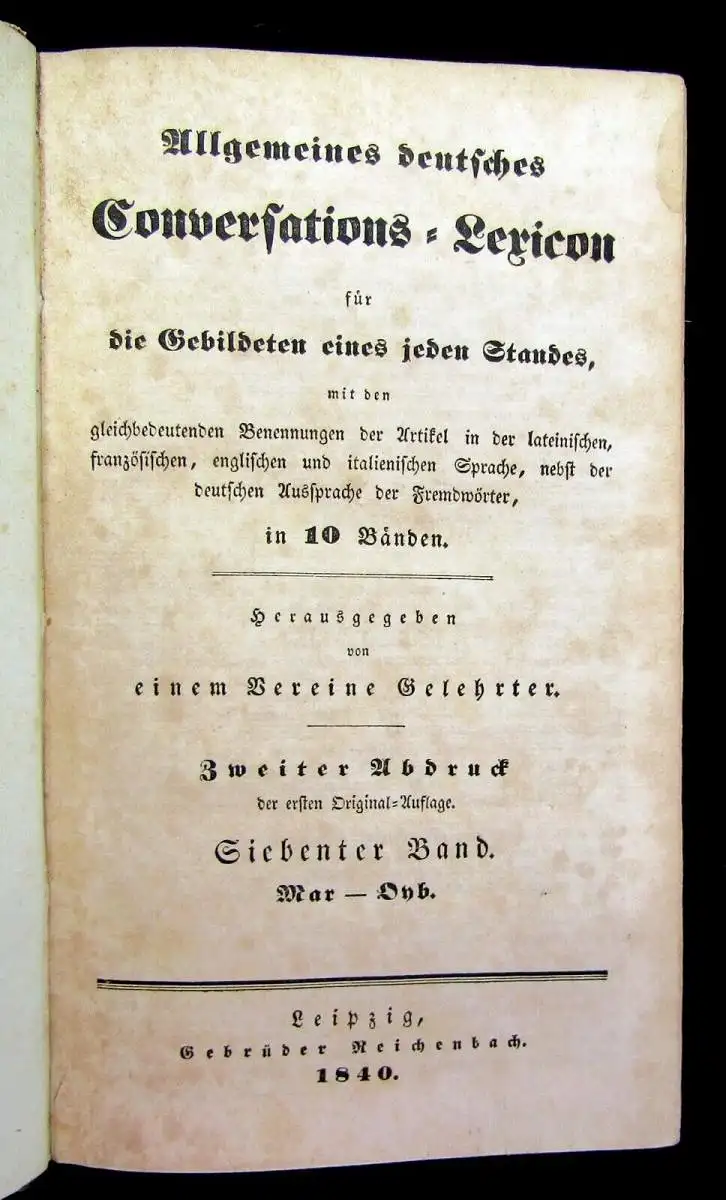 Allgemeines deutsches
Conversations-Lexicon
für
die Gebildeten eines jeden Standes,
mit den
gleichbedeutenden Benennungen der Artikel in der lateinischen,
französischen, englischen und italienischen Sprache, nebst der
deutschen Aussprache der Fremdwörter,
in 10 Bänden.
Herausgegeben
von
einem Vereine Gelehrter.
Zweiter Abdruck
der ersten Original-Auflage.
Siebenter Band.
Mar — Oyb.
Leipzig,
Gebrüder Reichenbach.
1840.